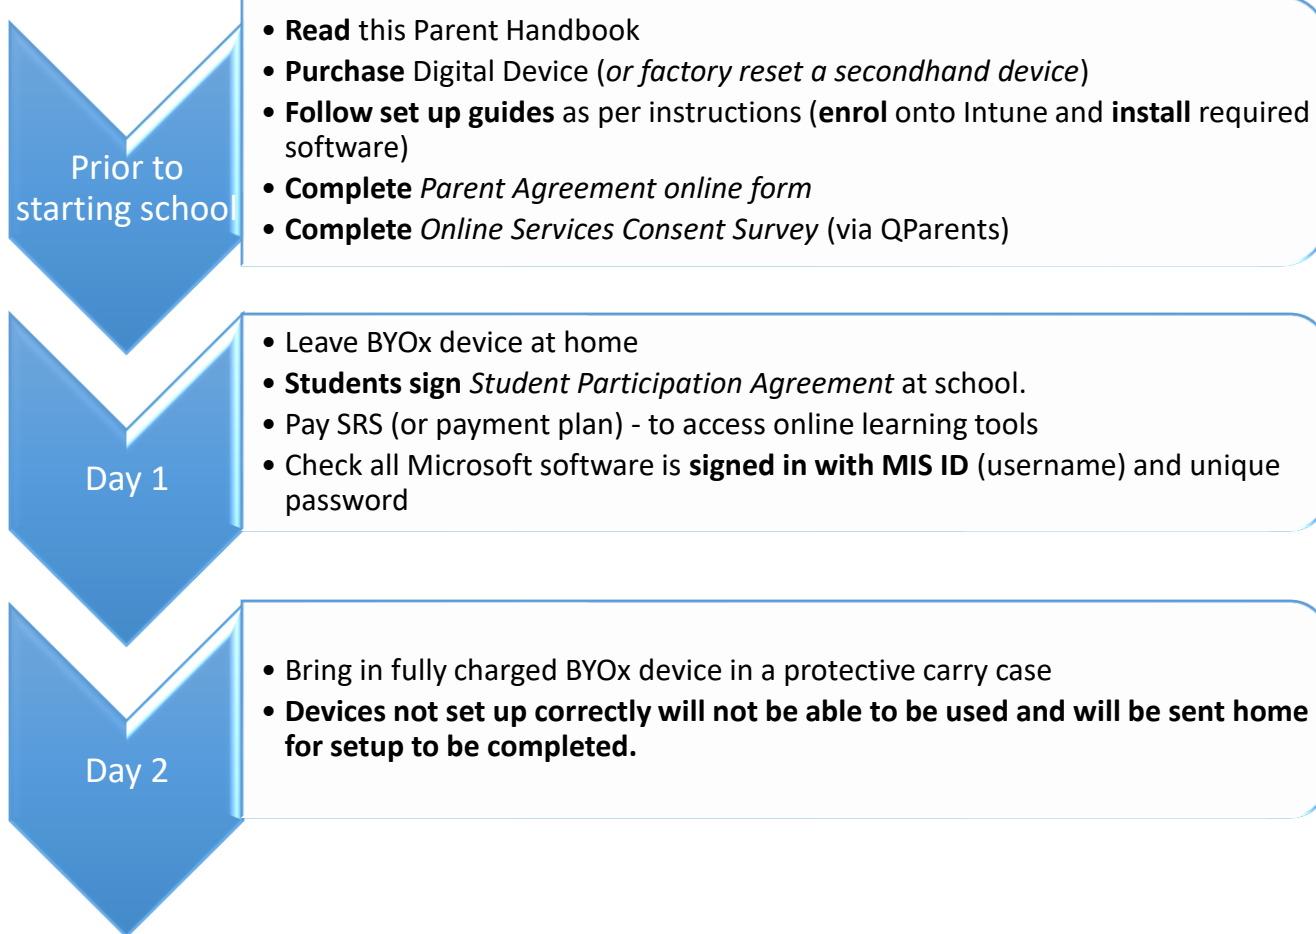 Prior to
starting school
• Read this Parent Handbook
• Purchase Digital Device (or factory reset a secondhand device)
• Follow set up guides as per instructions (enrol onto Intune and install required
software)
• Complete Parent Agreement online form
• Complete Online Services Consent Survey (via QParents)
Day 1
• Leave BYOx device at home
• Students sign Student Participation Agreement at school.
• Pay SRS (or payment plan) - to access online learning tools
• Check all Microsoft software is signed in with MIS ID (username) and unique
password
Day 2
• Bring in fully charged BYOx device in a protective carry case
• Devices not set up correctly will not be able to be used and will be sent home
for setup to be completed.